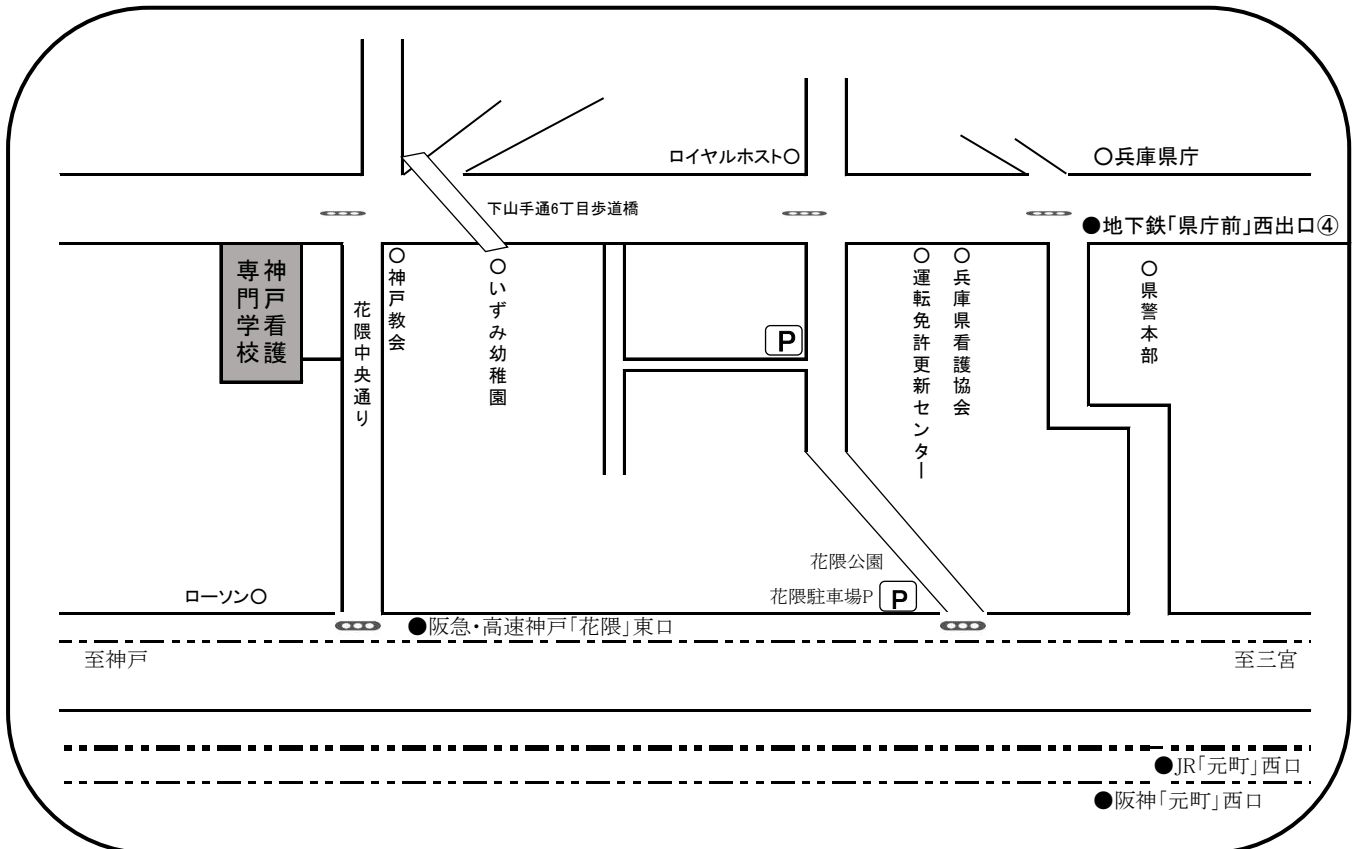 ロイヤルホスト○
○兵庫県庁
下山手通6丁目歩道橋
●地下鉄「県庁前」西出口④
神戸看護
専門学校
花隈中央通り
○神戸教会
○いずみ幼稚園
P
○運転免許更新センター
○兵庫県看護協会
○県警本部
花隈公園
花隈駐車場P
P
ローソン○
●阪急・高速神戸「花隈」東口
至神戸
至三宮
●JR「元町」西口
●阪神「元町」西口